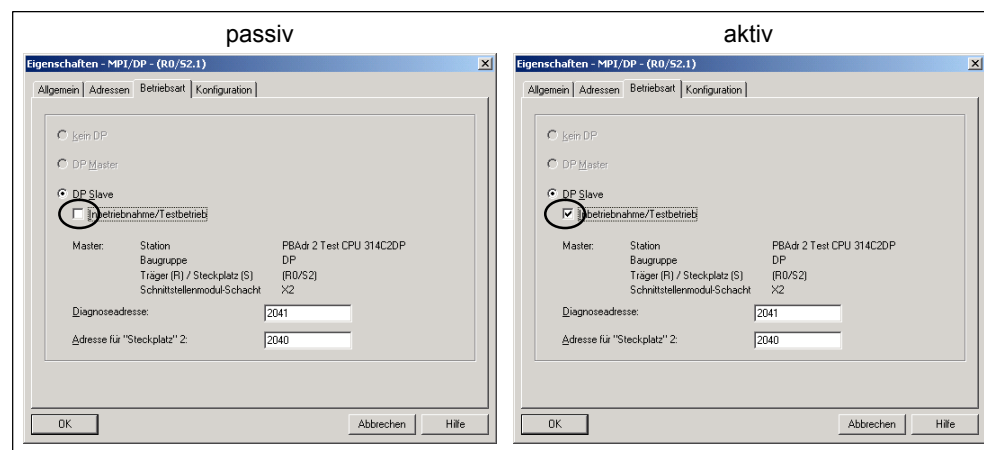 passiv
Eigenschaften - MPI/DP - (R0/S2.1)
Allgemein Adressen Betriebsart Konfiguration
kein DP
DP Master
DP Slave
Inbetriebnahme/Testbetrieb
Master: Station PBAdr 2 Test CPU 314C2DP
Baugruppe DP
Träger (R) / Steckplatz (S) (R0/S2)
Schnittstellenmodul-Schacht X2
Diagnoseadresse: 2041
Adresse für "Steckplatz" 2: 2040
OK Abbrechen Hilfe
aktiv
Eigenschaften - MPI/DP - (R0/S2.1)
Allgemein Adressen Betriebsart Konfiguration
kein DP
DP Master
DP Slave
Inbetriebnahme/Testbetrieb
Master: Station PBAdr 2 Test CPU 314C2DP
Baugruppe DP
Träger (R) / Steckplatz (S) (R0/S2)
Schnittstellenmodul-Schacht X2
Diagnoseadresse: 2041
Adresse für "Steckplatz" 2: 2040
OK Abbrechen Hilfe